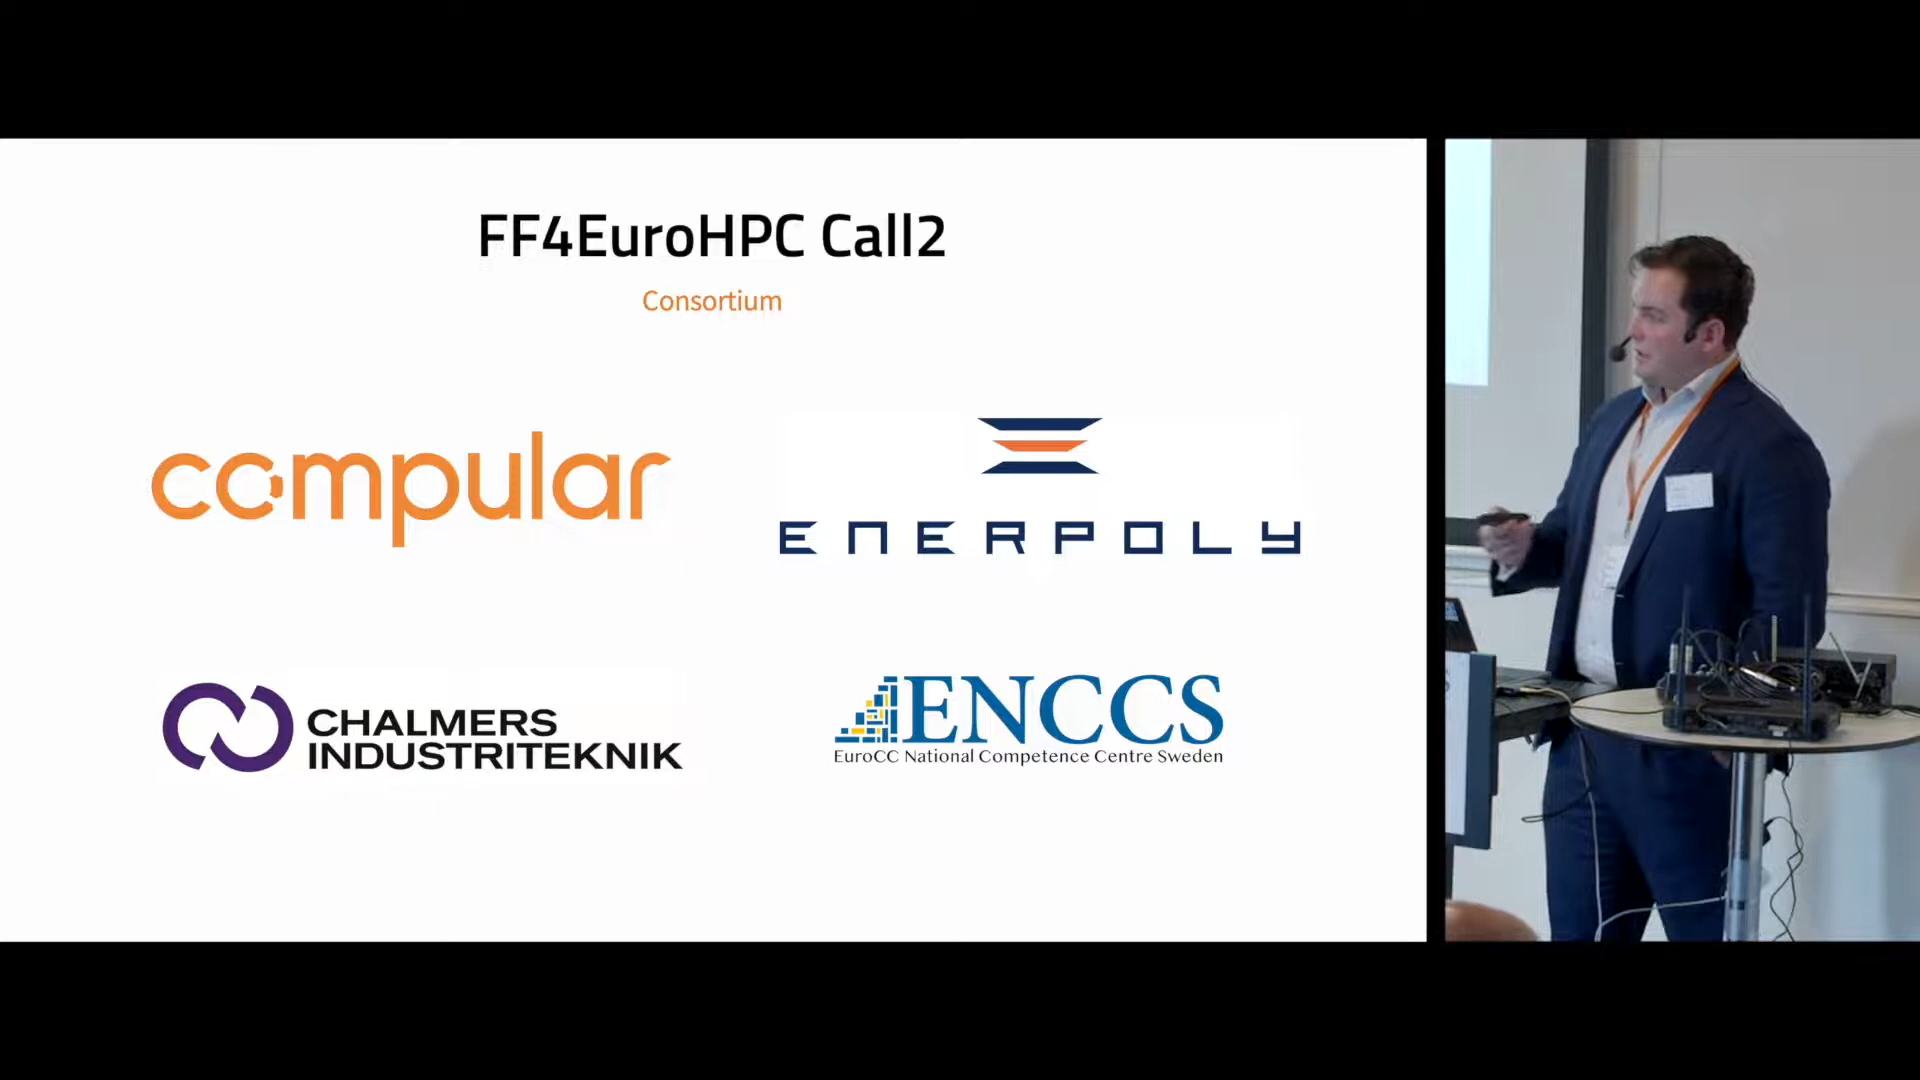 FF4EuroHPC Call2
Consortium
compular
ENERPOLY
CHALMERS
INDUSTRITEKNIK
ENCCS
EuroCC National Competence Centre Sweden